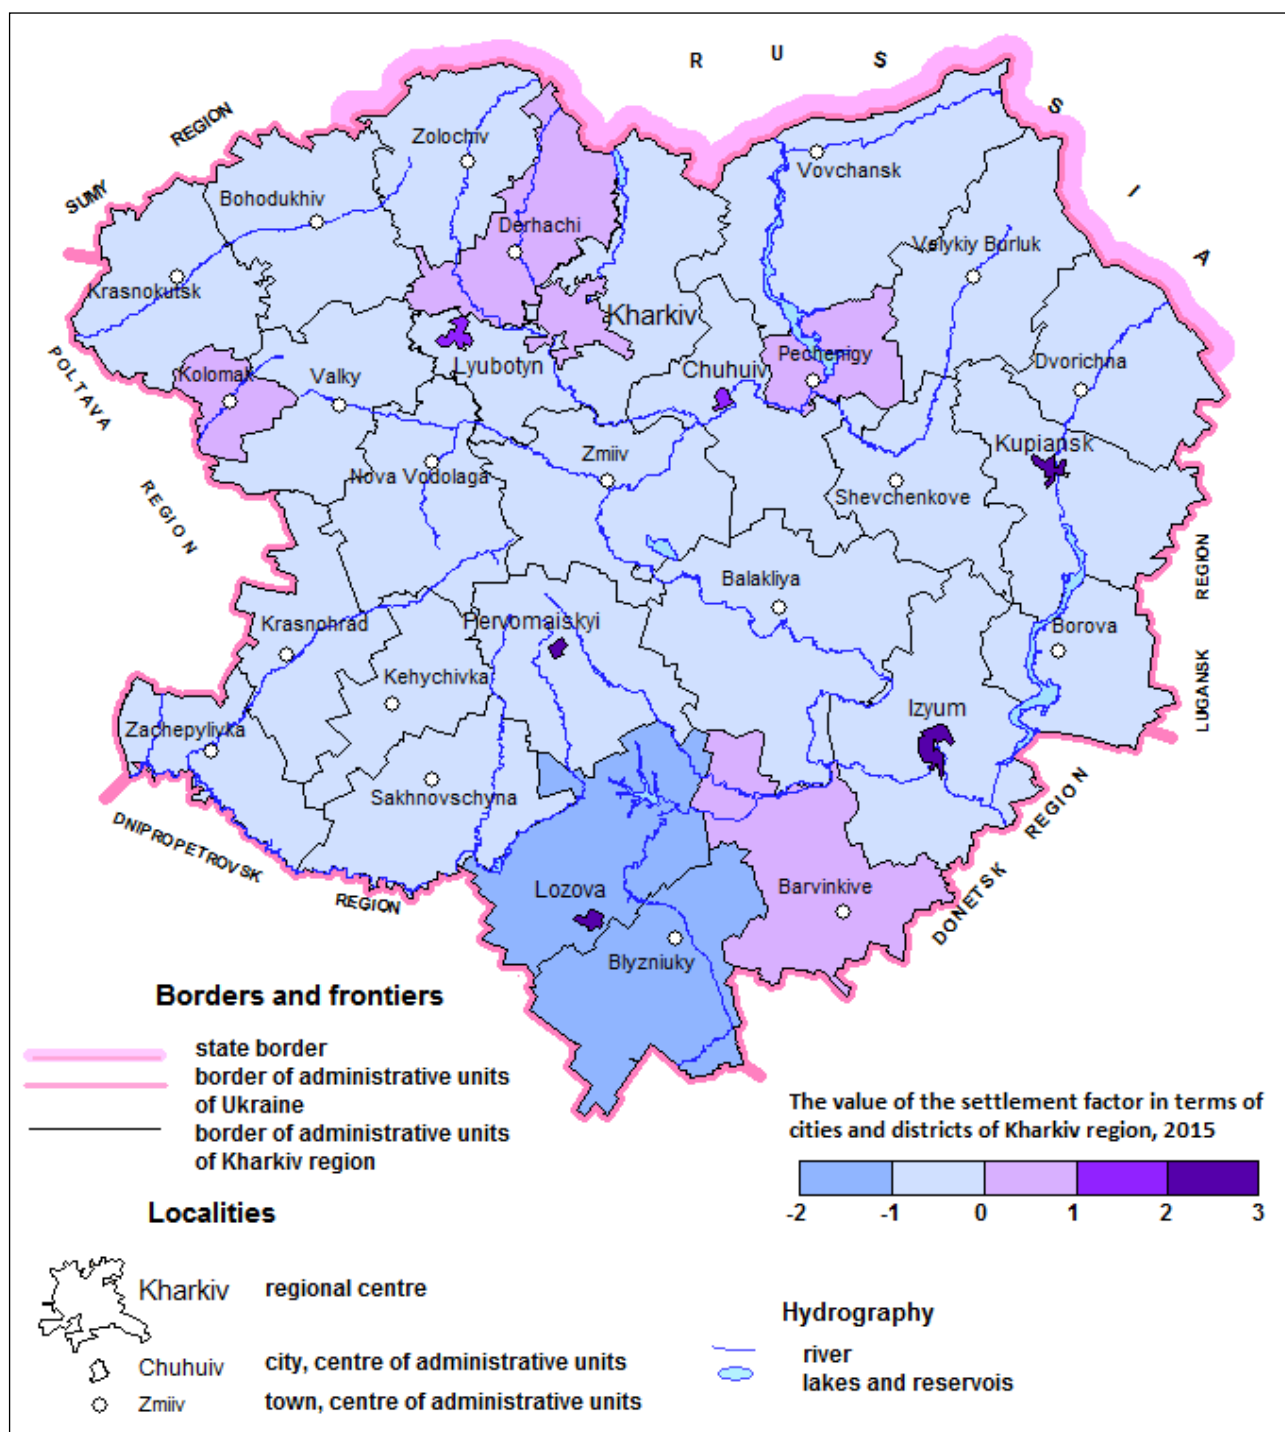 R U S S I A
SUMY REGION
Zolochiv
Vovchansk
Bohodukhiv
Derhachi
Velykiy Burluk
Krasnokutsk
Kharkiv
Pechenigy
Dvorichna
Lyubotyn
Chuhuiv
POLTAVA REGION
Kolomak
Valky
Kupiansk
Zmiiv
Nova Vodolaga
Shevchenkove
Balakliya
LUGANSK REGION
Krasnohrad
Pervomaiskyi
Borova
Kehychivka
Izyum
Zachepylivka
Sakhnovschyna
DNIPROPETROVSK REGION
DONETSK REGION
Lozova
Barvinkive
Blyzniuky
Borders and frontiers
state border
border of administrative units
of Ukraine
border of administrative units
of Kharkiv region
The value of the settlement factor in terms of
cities and districts of Kharkiv region, 2015
-2 -1 0 1 2 3
Localities
Kharkiv regional centre
Chuhuiv city, centre of administrative units
Zmiiv town, centre of administrative units
Hydrography
river
lakes and reservois